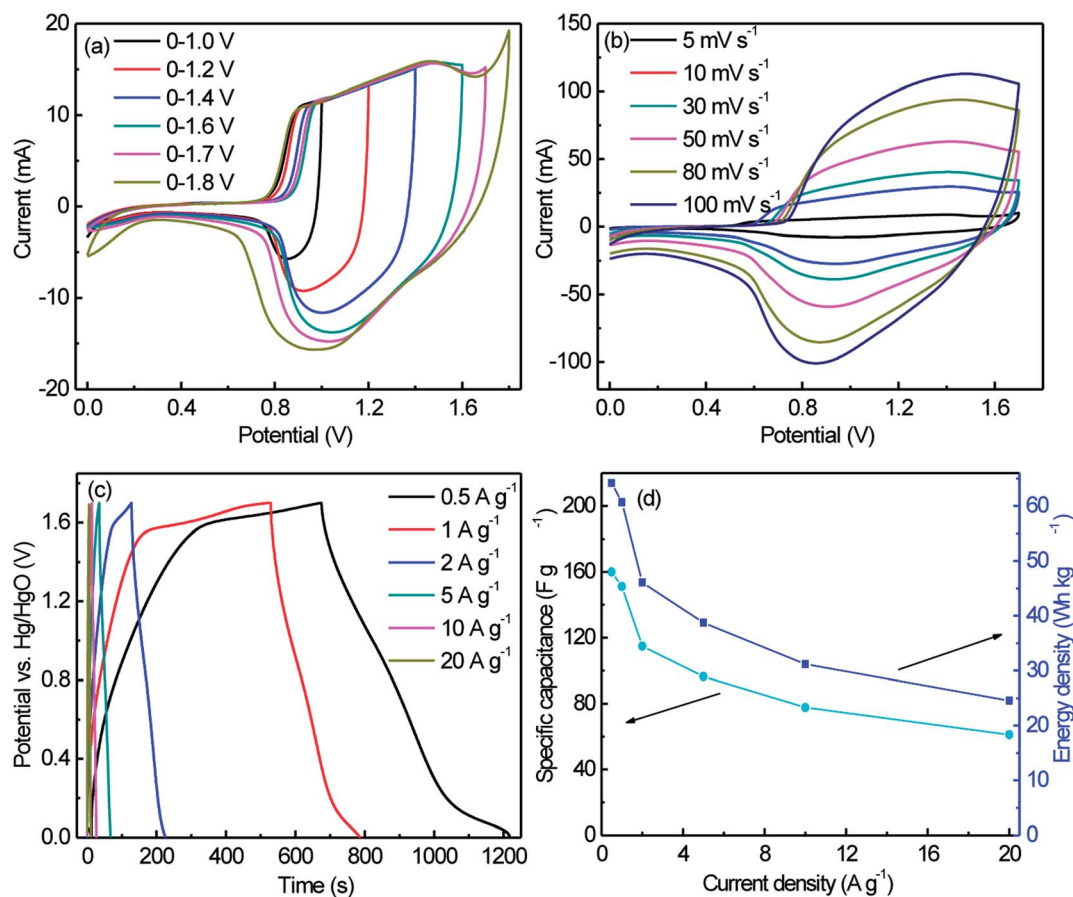 (a)
0-1.0 V
0-1.2 V
0-1.4 V
0-1.6 V
0-1.7 V
0-1.8 V
20
10
0
-10
-20
Current (mA)
0.0 0.4 0.8 1.2 1.6
Potential (V)
(b)
5 mV s⁻¹
10 mV s⁻¹
30 mV s⁻¹
50 mV s⁻¹
80 mV s⁻¹
100 mV s⁻¹
150
100
50
0
-50
-100
Current (mA)
0.0 0.4 0.8 1.2 1.6
Potential (V)
(c)
0.5 A g⁻¹
1 A g⁻¹
2 A g⁻¹
5 A g⁻¹
10 A g⁻¹
20 A g⁻¹
1.6
1.2
0.8
0.4
0.0
Potential vs. Hg/HgO (V)
0 200 400 600 800 1000 1200
Time (s)
(d)
200
160
120
80
60
0
Specific capacitance (F g⁻¹)
60
50
40
30
20
10
0
Energy density (Wh kg⁻¹)
0 4 8 12 16 20
Current density (A g⁻¹)